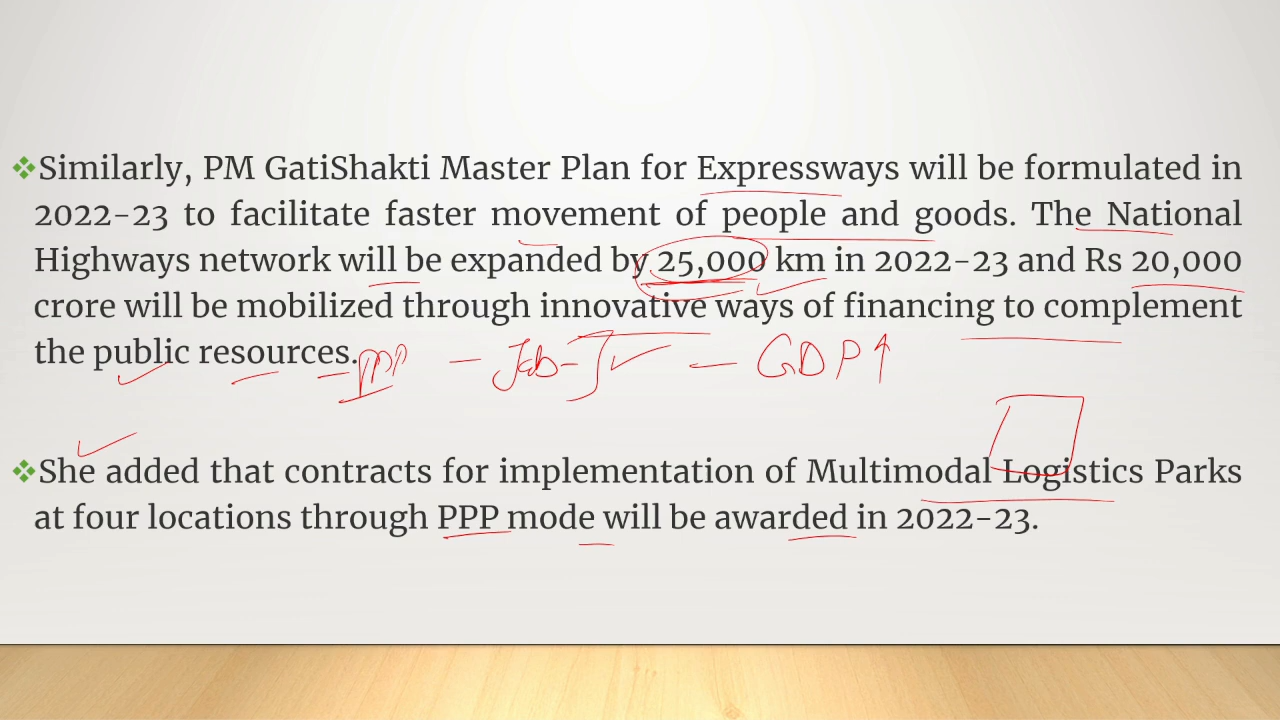 ❖Similarly, PM GatiShakti Master Plan for Expressways will be formulated in
2022-23 to facilitate faster movement of people and goods. The National
Highways network will be expanded by 25,000 km in 2022-23 and Rs 20,000
crore will be mobilized through innovative ways of financing to complement
the public resources.
PPP - Job - ✓ - GDP↑
❖She added that contracts for implementation of Multimodal Logistics Parks
at four locations through PPP mode will be awarded in 2022-23.